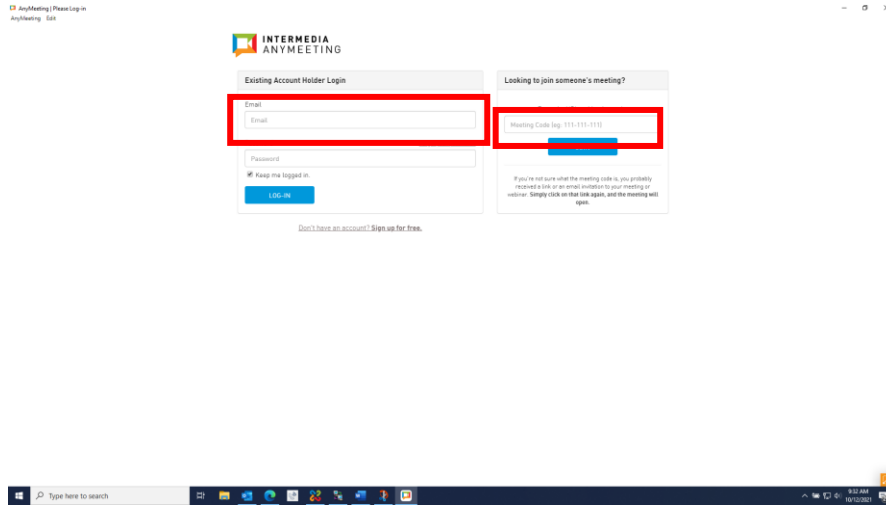 AnyMeeting | Please Log-in
AnyMeeting Edit
INTERMEDIA
ANYMEETING
Existing Account Holder Login
Email
Email
Password
Keep me logged in.
LOG-IN
Don't have an account? Sign up for free.
Looking to join someone's meeting?
Meeting Code (eg. 111-111-111)
If you're not sure what the meeting code is, you probably
received a link or an email invitation to your meeting or
webinar. Simply click on that link again, and the meeting will
open.
Type here to search
9:32 AM
10/12/2021